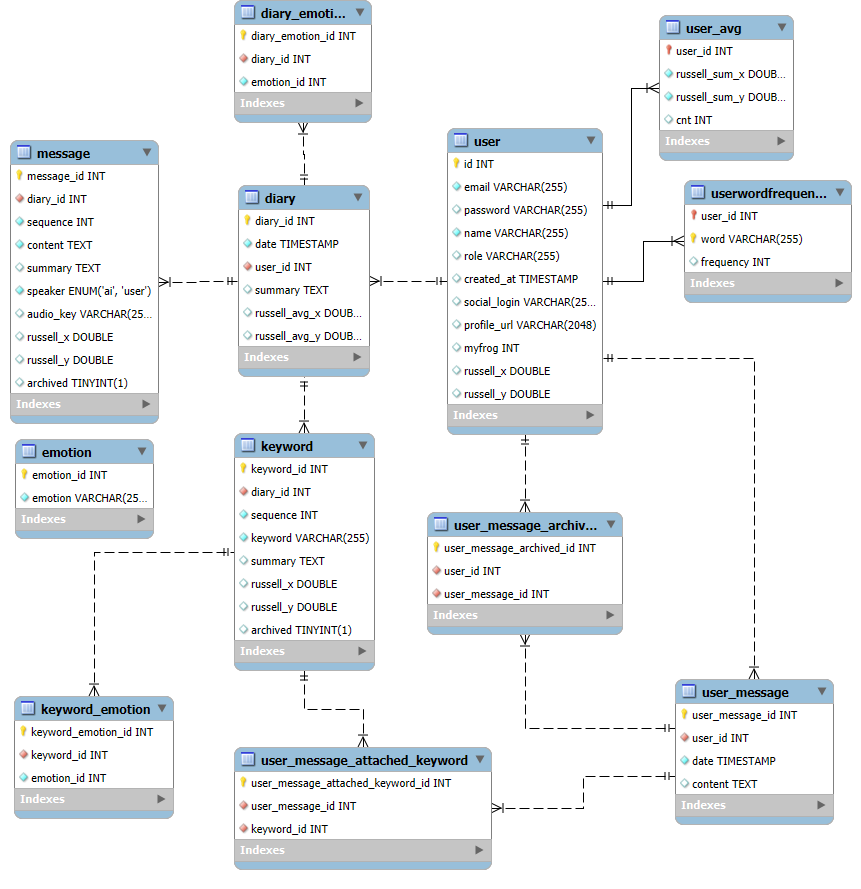 diary_emoti...
diary_emotion_id INT
diary_id INT
emotion_id INT
Indexes
user_avg
user_id INT
russell_sum_x DOUB...
russell_sum_y DOUB...
cnt INT
Indexes
message
message_id INT
diary_id INT
sequence INT
content TEXT
summary TEXT
speaker ENUM('ai', 'user')
audio_key VARCHAR(25...
russell_x DOUBLE
russell_y DOUBLE
archived TINYINT(1)
Indexes
diary
diary_id INT
date TIMESTAMP
user_id INT
summary TEXT
russell_avg_x DOUB...
russell_avg_y DOUB...
Indexes
user
id INT
email VARCHAR(255)
password VARCHAR(255)
name VARCHAR(255)
role VARCHAR(255)
created_at TIMESTAMP
social_login VARCHAR(25...
profile_url VARCHAR(2048)
myfrog INT
russell_x DOUBLE
russell_y DOUBLE
Indexes
userwordfrequen...
user_id INT
word VARCHAR(255)
frequency INT
Indexes
emotion
emotion_id INT
emotion VARCHAR(25...
Indexes
keyword
keyword_id INT
diary_id INT
sequence INT
keyword VARCHAR(255)
summary TEXT
russell_x DOUBLE
russell_y DOUBLE
archived TINYINT(1)
Indexes
user_message_archiv...
user_message_archived_id INT
user_id INT
user_message_id INT
Indexes
keyword_emotion
keyword_emotion_id INT
keyword_id INT
emotion_id INT
Indexes
user_message_attached_keyword
user_message_attached_keyword_id INT
user_message_id INT
keyword_id INT
Indexes
user_message
user_message_id INT
user_id INT
date TIMESTAMP
content TEXT
Indexes